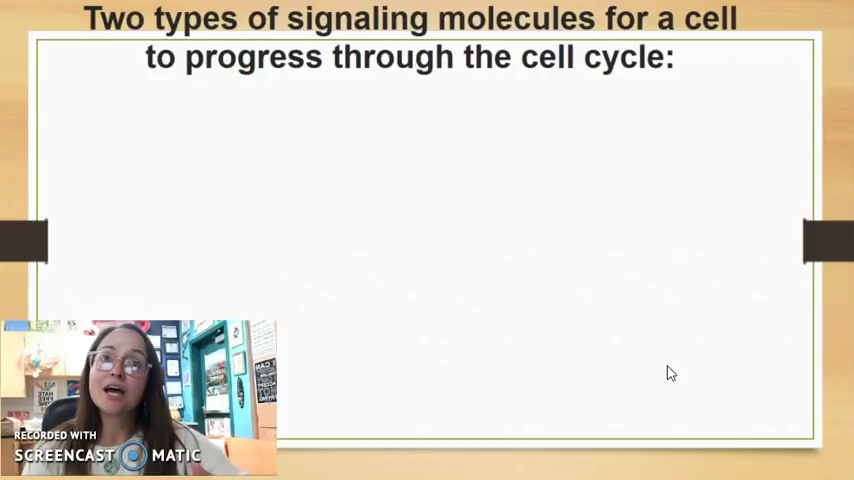 Two types of signaling molecules for a cell
to progress through the cell cycle:
RECORDED WITH
SCREENCAST MATIC